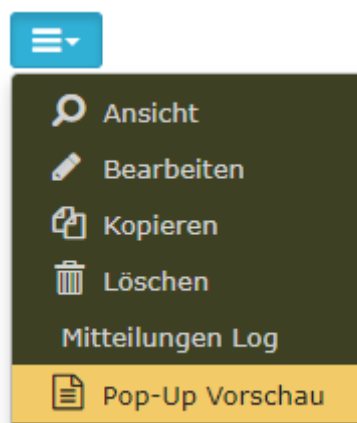 Ansicht
Bearbeiten
Kopieren
Löschen
Mitteilungen Log
Pop-Up Vorschau